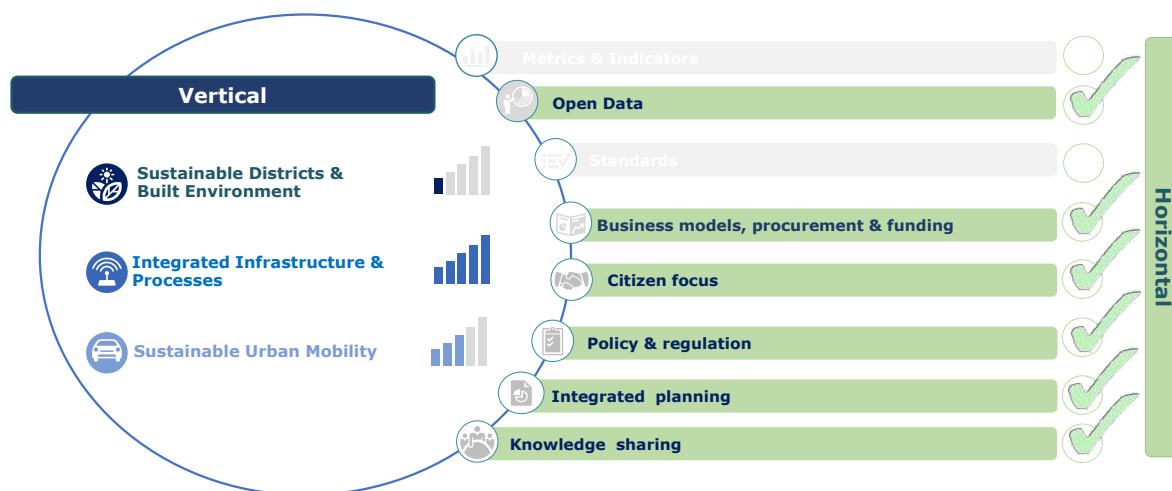 Vertical
Sustainable Districts &
Built Environment
Integrated Infrastructure &
Processes
Sustainable Urban Mobility
Metrics & Indicators
Open Data
Standards
Business models, procurement & funding
Citizen focus
Policy & regulation
Integrated planning
Knowledge sharing
Horizontal